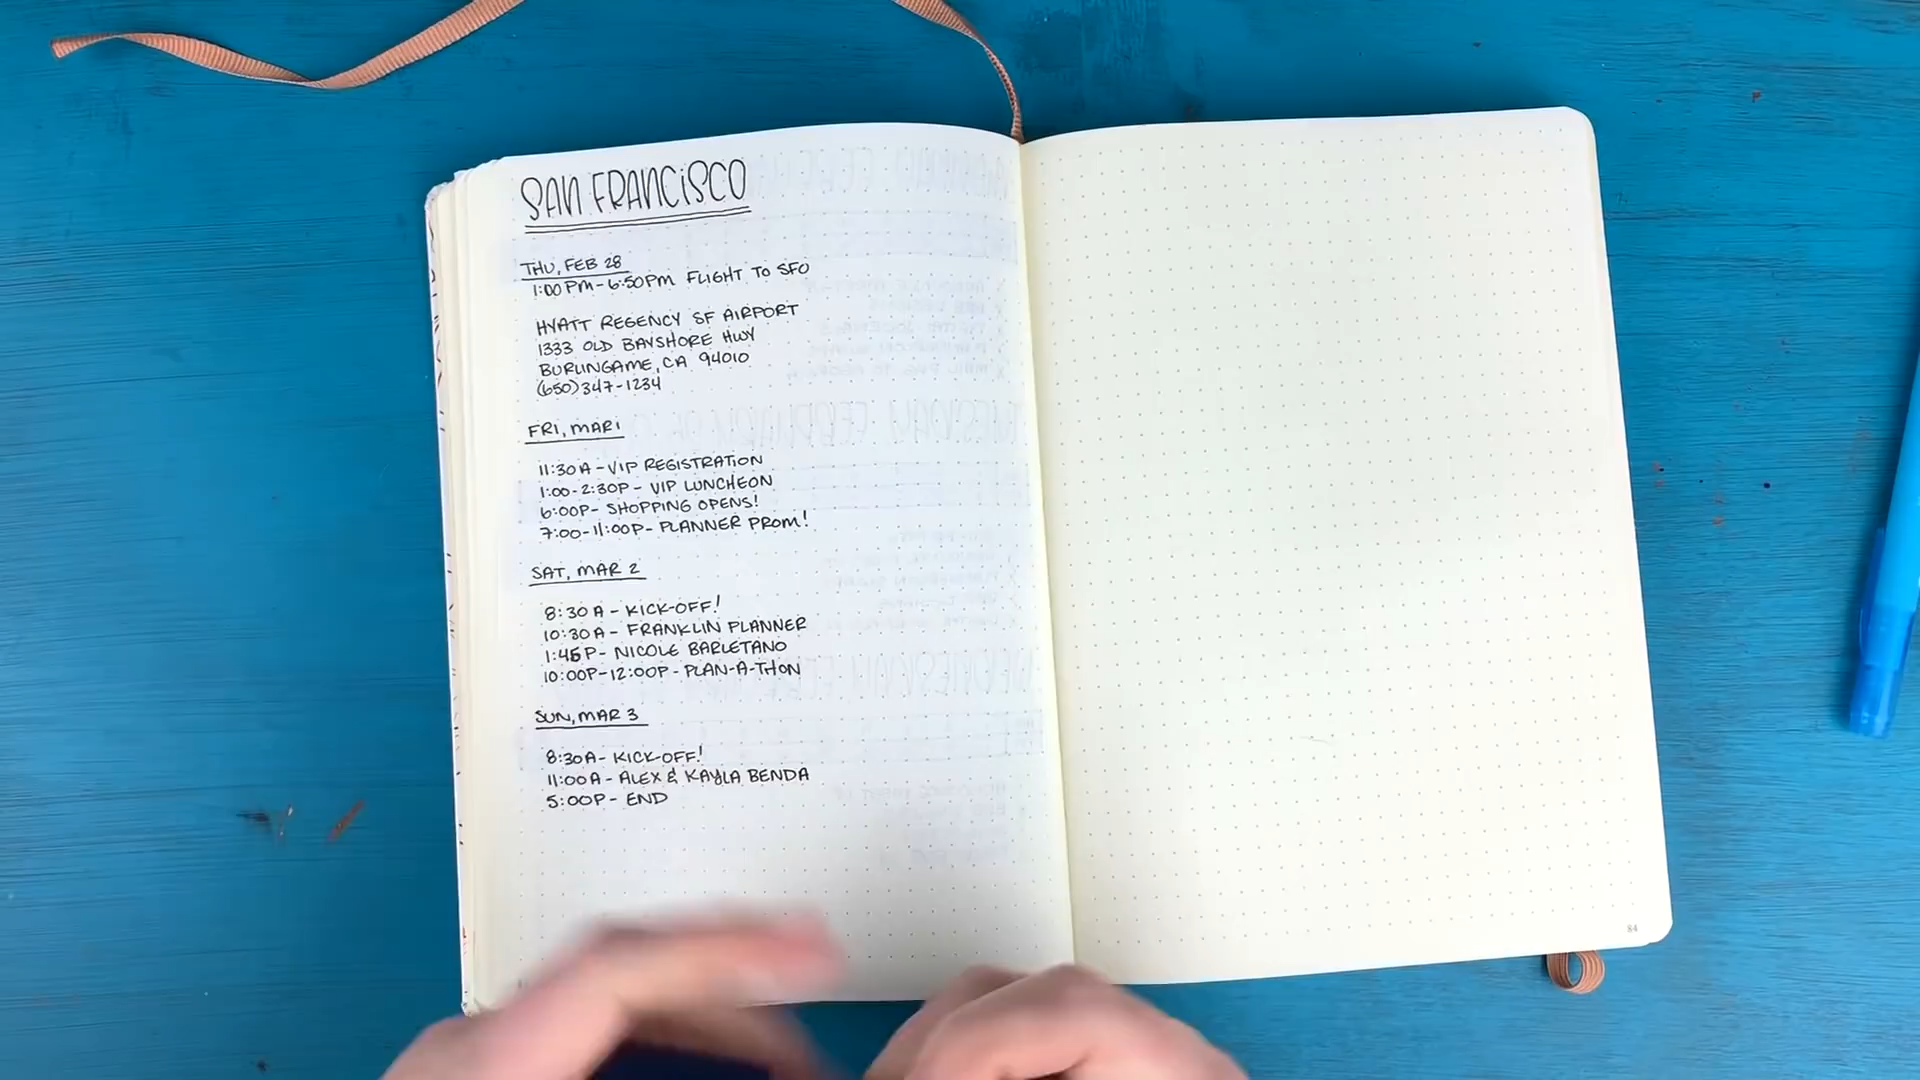 SAN FRANCISCO
THU, FEB 28
1:00PM-6:50PM FLIGHT TO SFO
HYATT REGENCY SF AIRPORT
1333 OLD BAYSHORE HWY
BURLINGAME, CA 94010
(650)347-1234
FRI, MAR 1
11:30A-VIP REGISTRATION
1:00-2:30P- VIP LUNCHEON
6:00P- SHOPPING OPENS!
7:00-11:00P- PLANNER PROM!
SAT, MAR 2
8:30A - KICK-OFF!
10:30A - FRANKLIN PLANNER
1:45P- NICOLE BARLETANO
10:00P-12:00P-PLAN-A-THON
SUN, MAR 3
8:30A- KICK-OFF!
11:00A - ALEX & KAYLA BENDA
5:00P- END
84